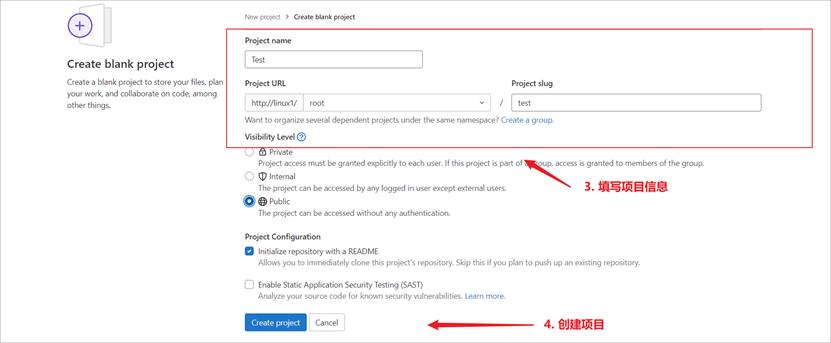 New project > Create blank project
Create blank project
Create a blank project to store your files, plan
your work, and collaborate on code, among
other things.
Project name
Test
Project URL
Project slug
http://linux1/ root / test
Want to organize several dependent projects under the same namespace? Create a group.
Visibility Level
Private
Project access must be granted explicitly to each user. If this project is part of a group, access is granted to members of the group.
Internal
The project can be accessed by any logged in user except external users.
3. 填写项目信息
Public
The project can be accessed without any authentication.
Project Configuration
Initialize repository with a README
Allows you to immediately clone this project's repository. Skip this if you plan to push up an existing repository.
Enable Static Application Security Testing (SAST)
Analyze your source code for known security vulnerabilities. Learn more.
Create project Cancel
4. 创建项目